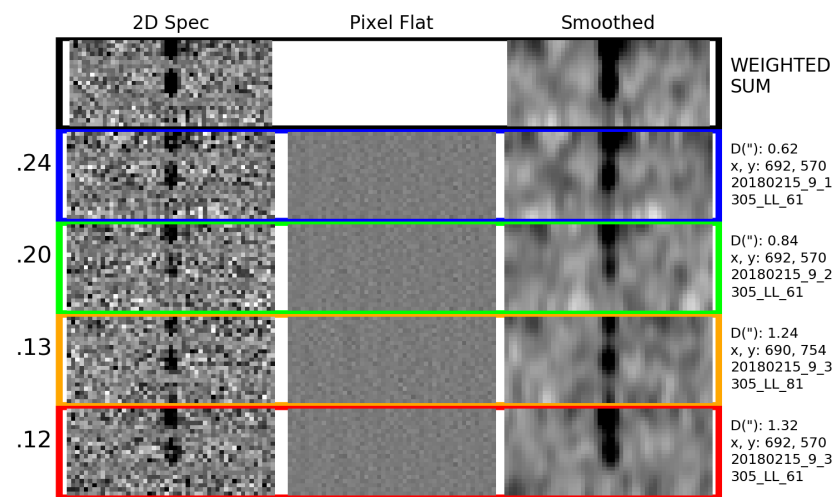 2D Spec Pixel Flat Smoothed
WEIGHTED
SUM
.24
D("): 0.62
x, y: 692, 570
20180215_9_1
305_LL_61
.20
D("): 0.84
x, y: 692, 570
20180215_9_2
305_LL_61
.13
D("): 1.24
x, y: 690, 754
20180215_9_3
305_LL_81
.12
D("): 1.32
x, y: 692, 570
20180215_9_3
305_LL_61